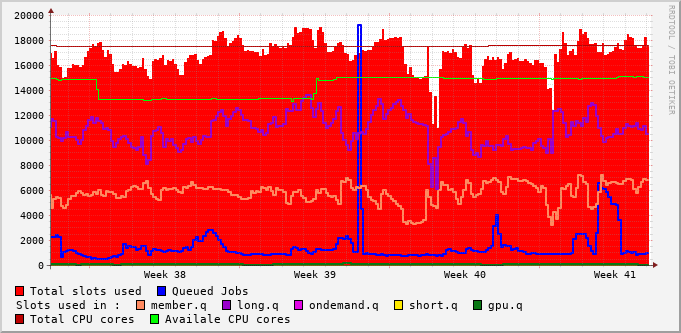 20000
18000
16000
14000
12000
10000
8000
6000
4000
2000
0
Week 38 Week 39 Week 40 Week 41
Total slots used Queued Jobs
Slots used in : member.q long.q ondemand.q short.q gpu.q
Total CPU cores Availale CPU cores
RRDTOOL / TOBI OETIKER